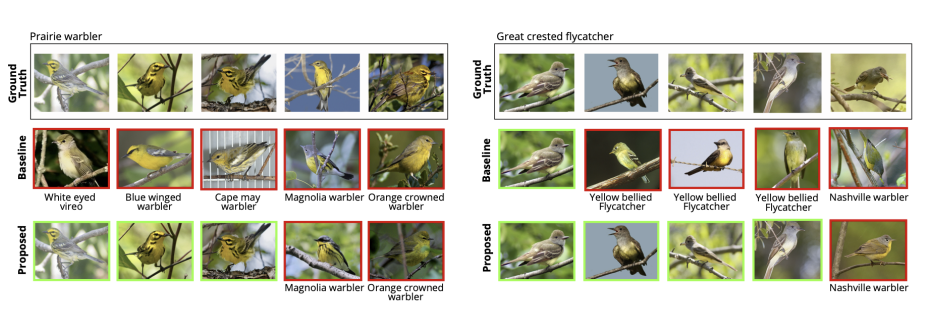 Prairie warbler
Great crested flycatcher
Ground
Truth
Ground
Truth
Baseline
White eyed
vireo
Blue winged
warbler
Cape may
warbler
Magnolia warbler
Orange crowned
warbler
Baseline
Yellow bellied
Flycatcher
Yellow bellied
Flycatcher
Yellow bellied
Flycatcher
Nashville warbler
Proposed
Magnolia warbler
Orange crowned
warbler
Proposed
Nashville warbler